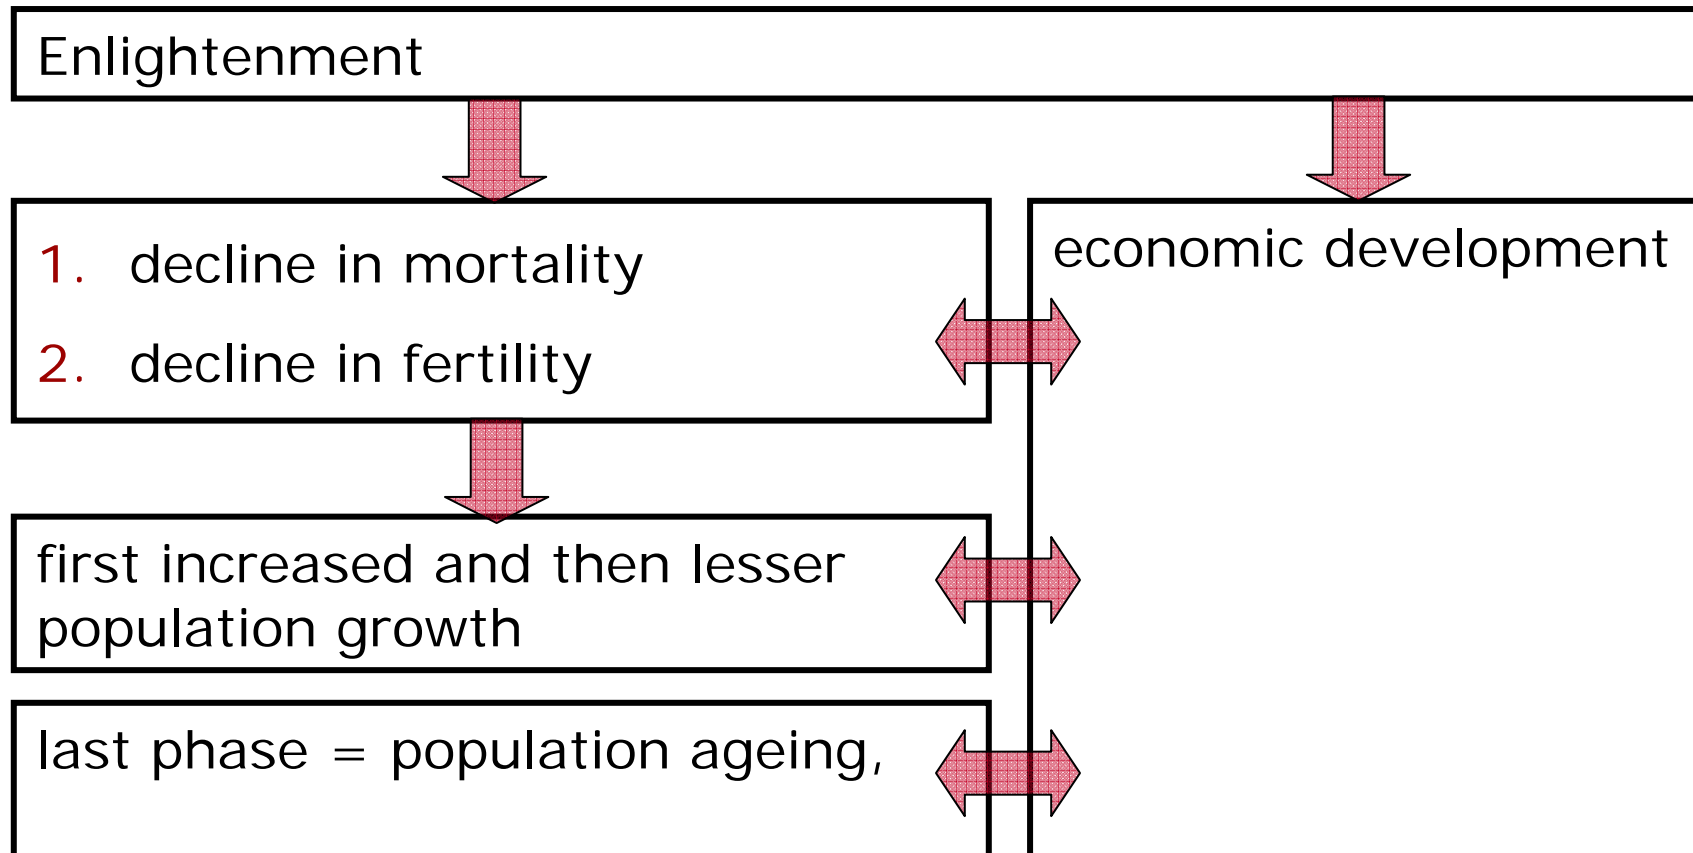 Enlightenment
1. decline in mortality
2. decline in fertility
economic development
first increased and then lesser
population growth
last phase = population ageing,